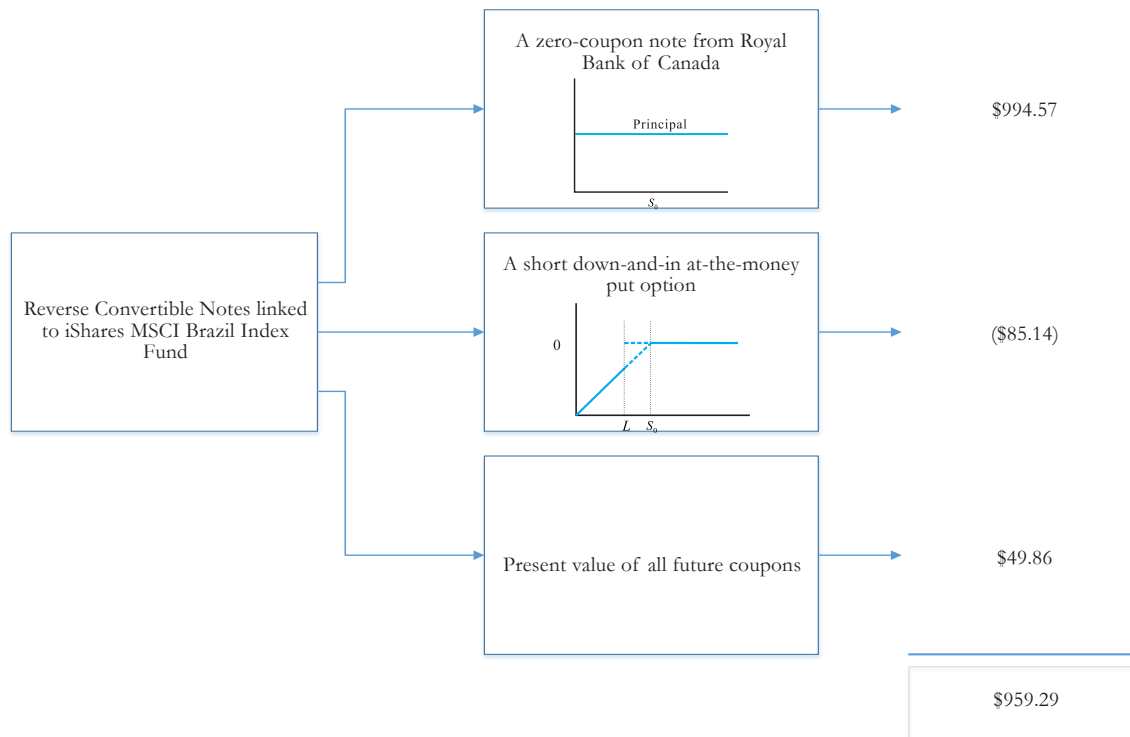 A zero-coupon note from Royal
Bank of Canada
Principal
S₀
$994.57
Reverse Convertible Notes linked
to iShares MSCI Brazil Index
Fund
A short down-and-in at-the-money
put option
0
L S₀
($85.14)
Present value of all future coupons
$49.86
$959.29